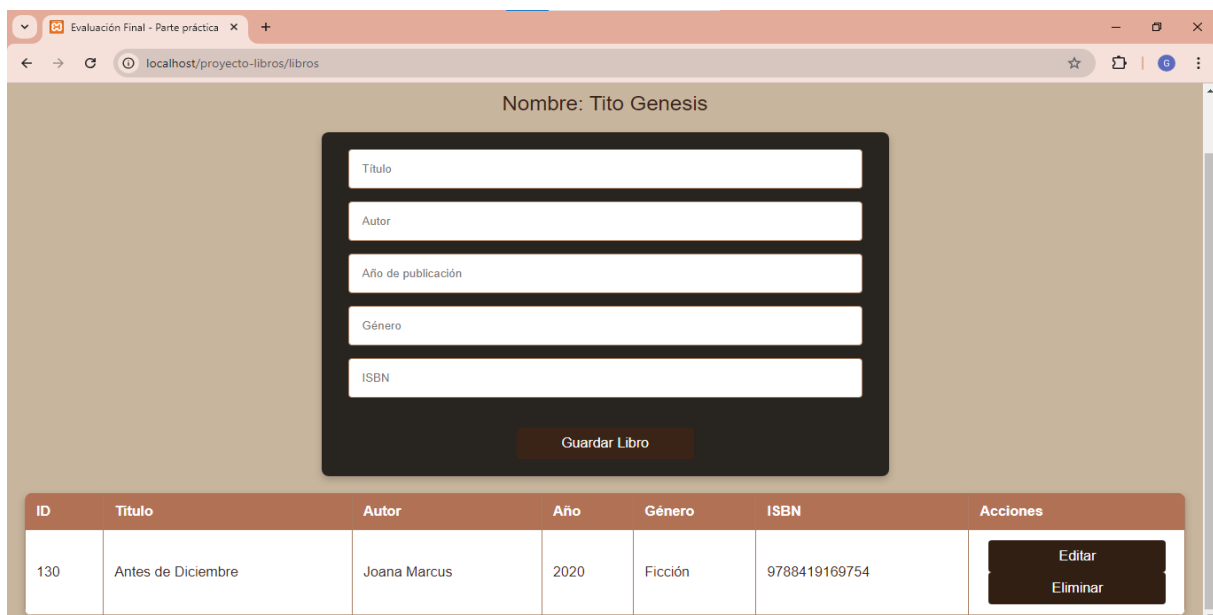 Evaluación Final - Parte práctica
localhost/proyecto-libros/libros
G
Nombre: Tito Genesis
Título
Autor
Año de publicación
Género
ISBN
Guardar Libro
ID Titulo Autor Año Género ISBN Acciones
130 Antes de Diciembre Joana Marcus 2020 Ficción 9788419169754 Editar
Eliminar